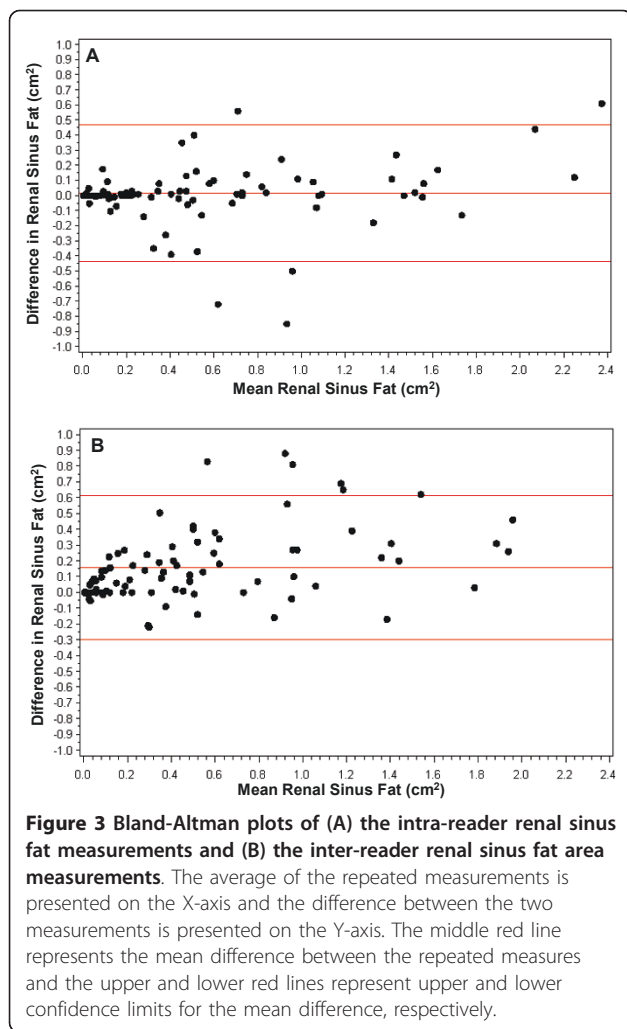 A
Difference in Renal Sinus Fat (cm²)
1.0
0.9
0.8
0.7
0.6
0.5
0.4
0.3
0.2
0.1
0.0
-0.1
-0.2
-0.3
-0.4
-0.5
-0.6
-0.7
-0.8
-0.9
-1.0
0.0 0.2 0.4 0.6 0.8 1.0 1.2 1.4 1.6 1.8 2.0 2.2 2.4
Mean Renal Sinus Fat (cm²)
B
Difference in Renal Sinus Fat (cm²)
1.0
0.9
0.8
0.7
0.6
0.5
0.4
0.3
0.2
0.1
0.0
-0.1
-0.2
-0.3
-0.4
-0.5
-0.6
-0.7
-0.8
-0.9
-1.0
0.0 0.2 0.4 0.6 0.8 1.0 1.2 1.4 1.6 1.8 2.0 2.2 2.4
Mean Renal Sinus Fat (cm²)
Figure 3 Bland-Altman plots of (A) the intra-reader renal sinus
fat measurements and (B) the inter-reader renal sinus fat area
measurements. The average of the repeated measurements is
presented on the X-axis and the difference between the two
measurements is presented on the Y-axis. The middle red line
represents the mean difference between the repeated measures
and the upper and lower red lines represent upper and lower
confidence limits for the mean difference, respectively.